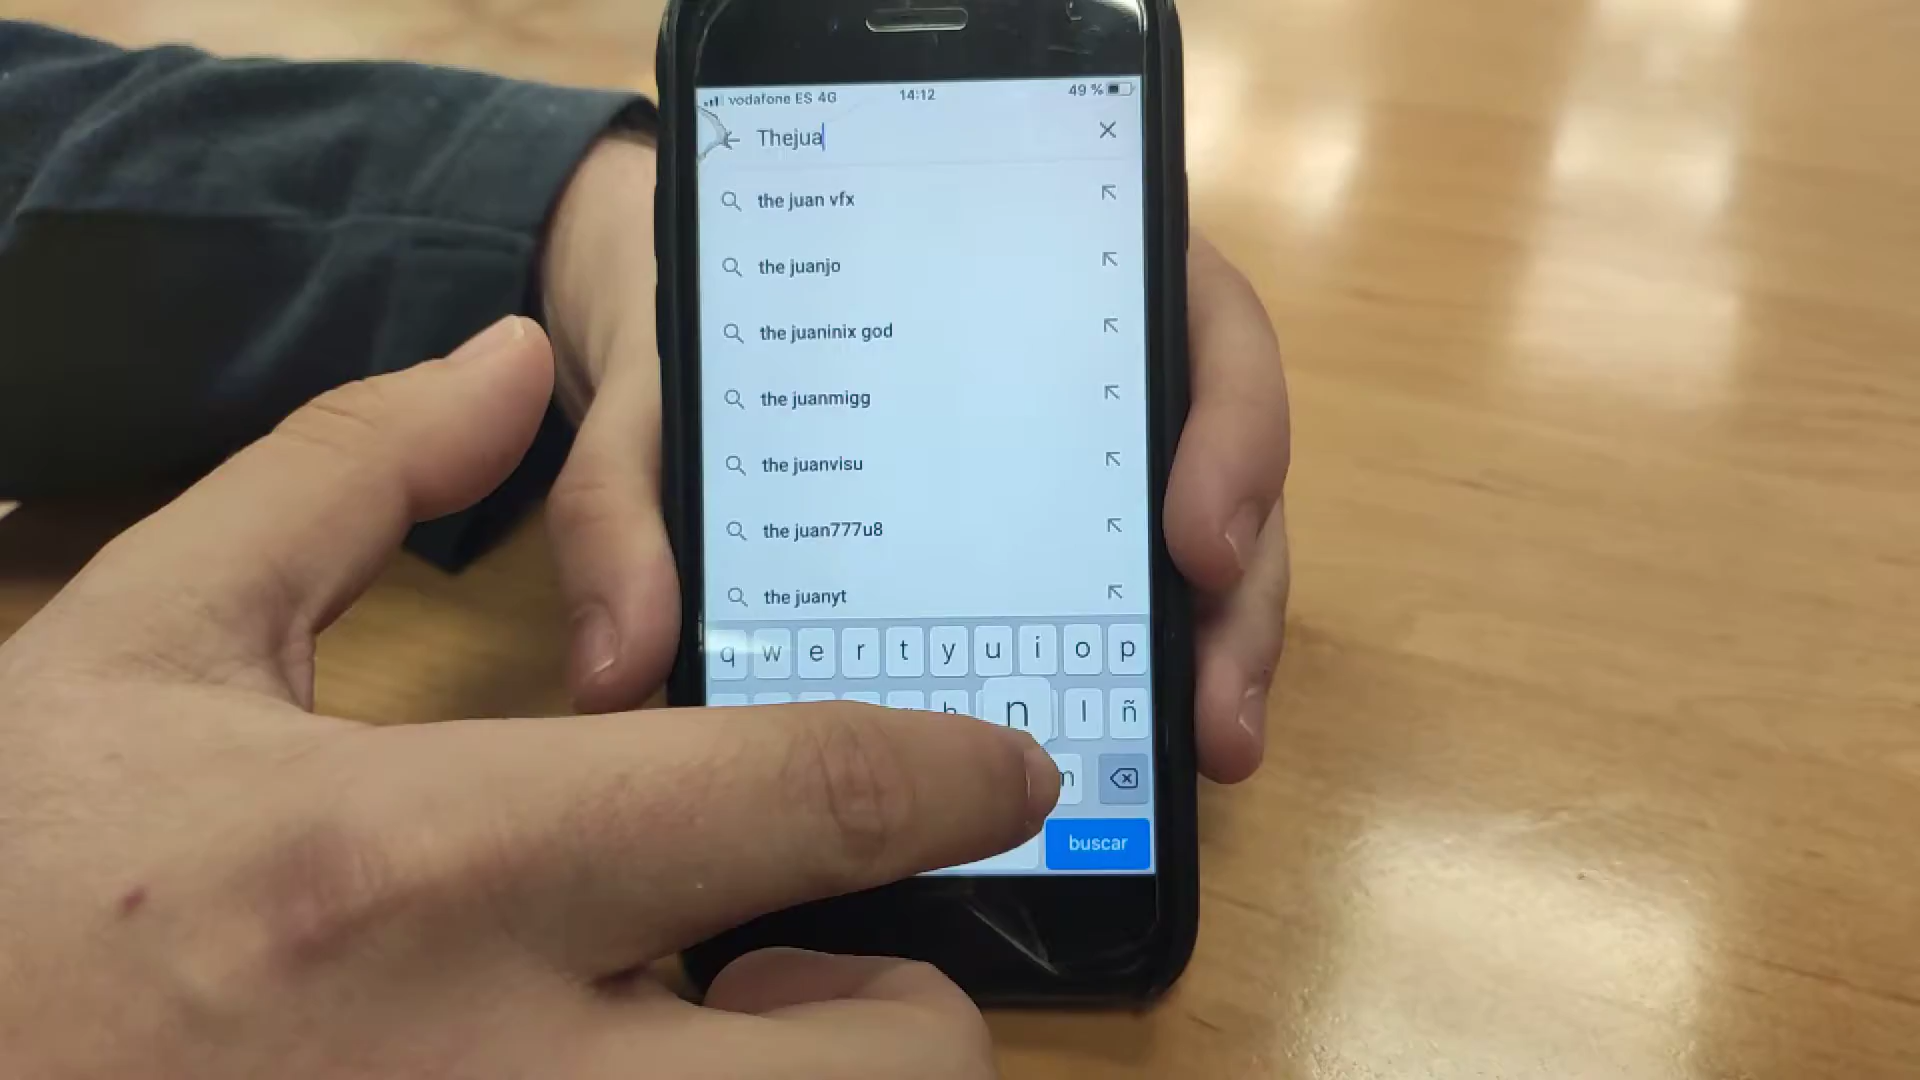 vodafone ES 4G 14:12 49 %
Thejua
the juan vfx
the juanjo
the juaninix god
the juanmigg
the juanvisu
the juan777u8
the juanyt
q w e r t y u i o p
h n l ñ
m
buscar